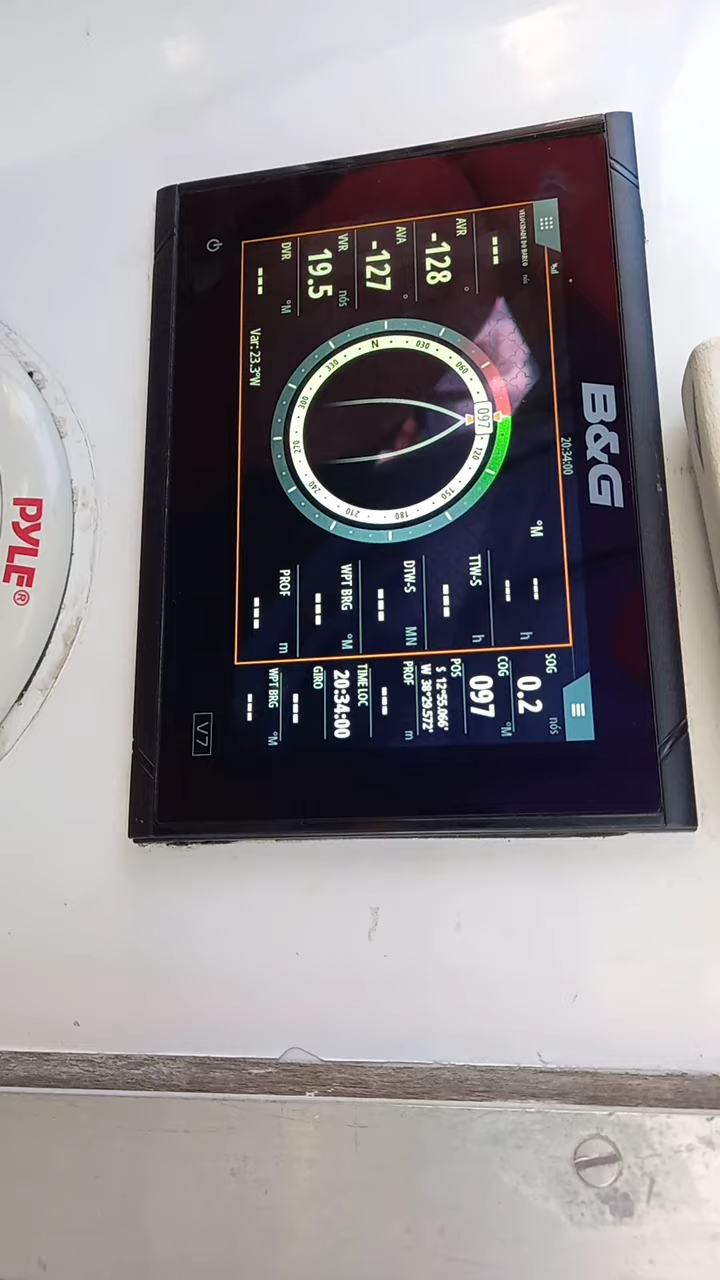 B&G
20:34:00
VELOCIDADE DO BARCO nós
---
AVR °
-128
AVA °
-127
VVR nós
19.5
DVR °M
---
Var: 23.3°W
N
030
060
097
120
150
180
210
240
270
300
330
°M
--- h
---
TTW-S h
---
DTW-S MN
---
WPT BRG °M
---
PROF m
---
SOG nós
0.2
COG °M
097
POS
S 12°55.066'
W 38°29.572'
PROF m
---
TIME LOC
20:34:00
GIRO
---
WPT BRG °M
---
V 7
PYLE®